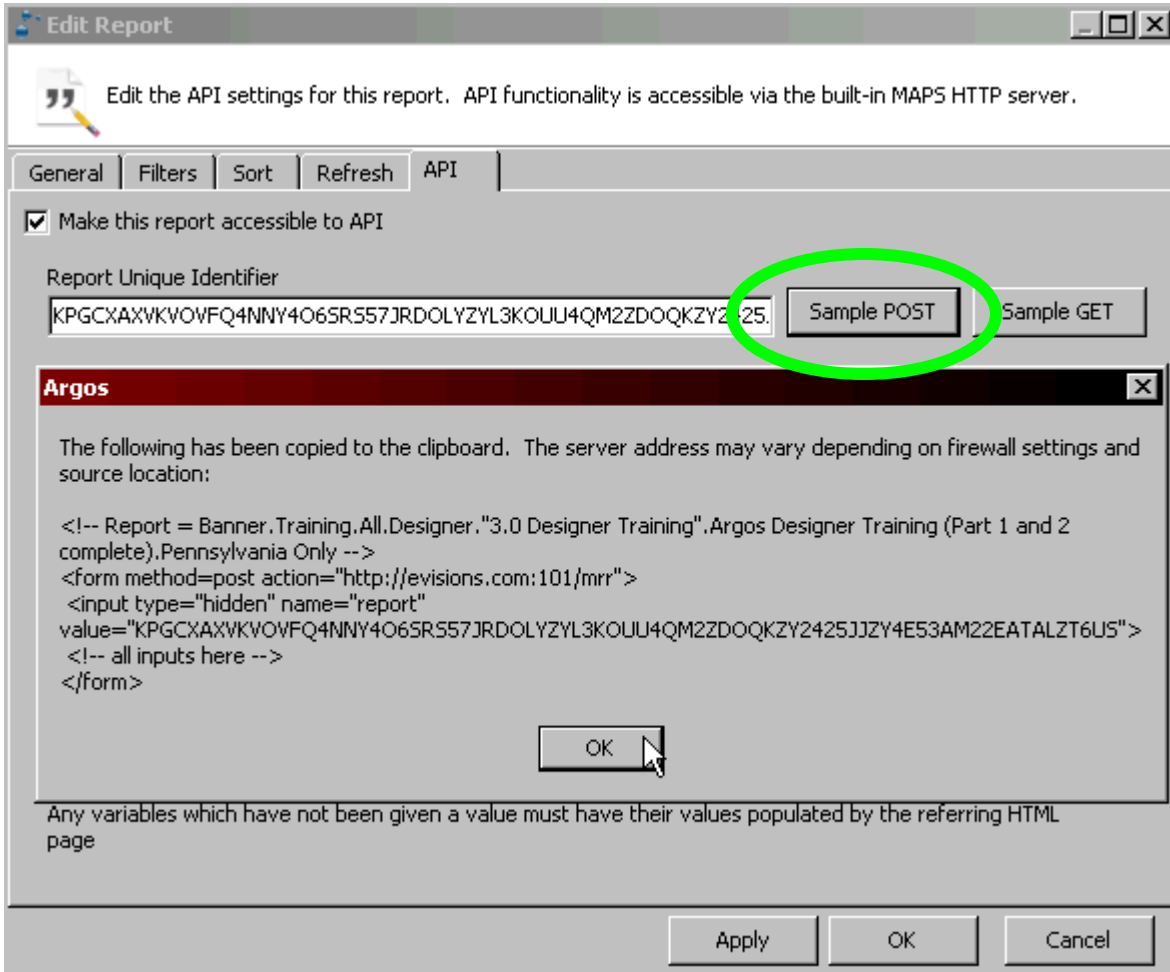 Edit Report
Edit the API settings for this report. API functionality is accessible via the built-in MAPS HTTP server.
General Filters Sort Refresh API
Make this report accessible to API
Report Unique Identifier
KPGCXAXVKVOVFQ4NNY4O6SRS57JRDOLYZYL3KOUU4QM2ZDOQKZY2425. Sample POST Sample GET
Argos
The following has been copied to the clipboard. The server address may vary depending on firewall settings and
source location:
<!-- Report = Banner.Training.All.Designer."3.0 Designer Training".Argos Designer Training (Part 1 and 2
complete).Pennsylvania Only -->
<form method=post action="http://evisions.com:101/mrr">
<input type="hidden" name="report"
value="KPGCXAXVKVOVFQ4NNY4O6SRS57JRDOLYZYL3KOUU4QM2ZDOQKZY2425JJZY4E53AM22EATALZT6US">
<!-- all inputs here -->
</form>
OK
Any variables which have not been given a value must have their values populated by the referring HTML
page
Apply OK Cancel